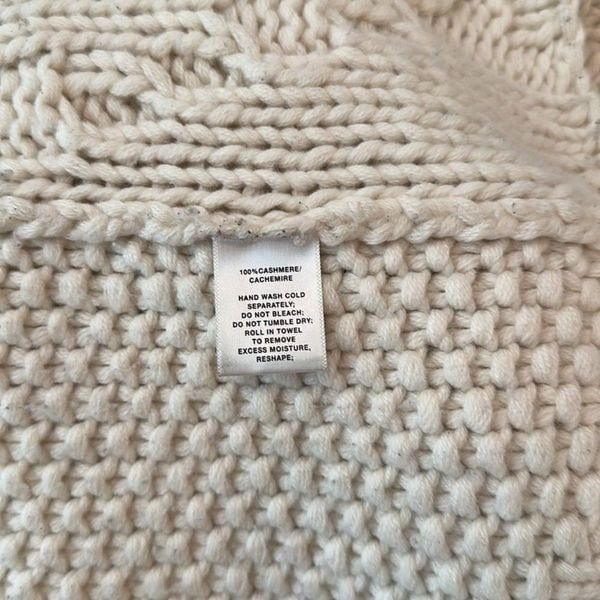 100%CASHMERE/
CACHEMIRE
HAND WASH COLD
SEPARATELY;
DO NOT BLEACH;
DO NOT TUMBLE DRY;
ROLL IN TOWEL
TO REMOVE
EXCESS MOISTURE,
RESHAPE;